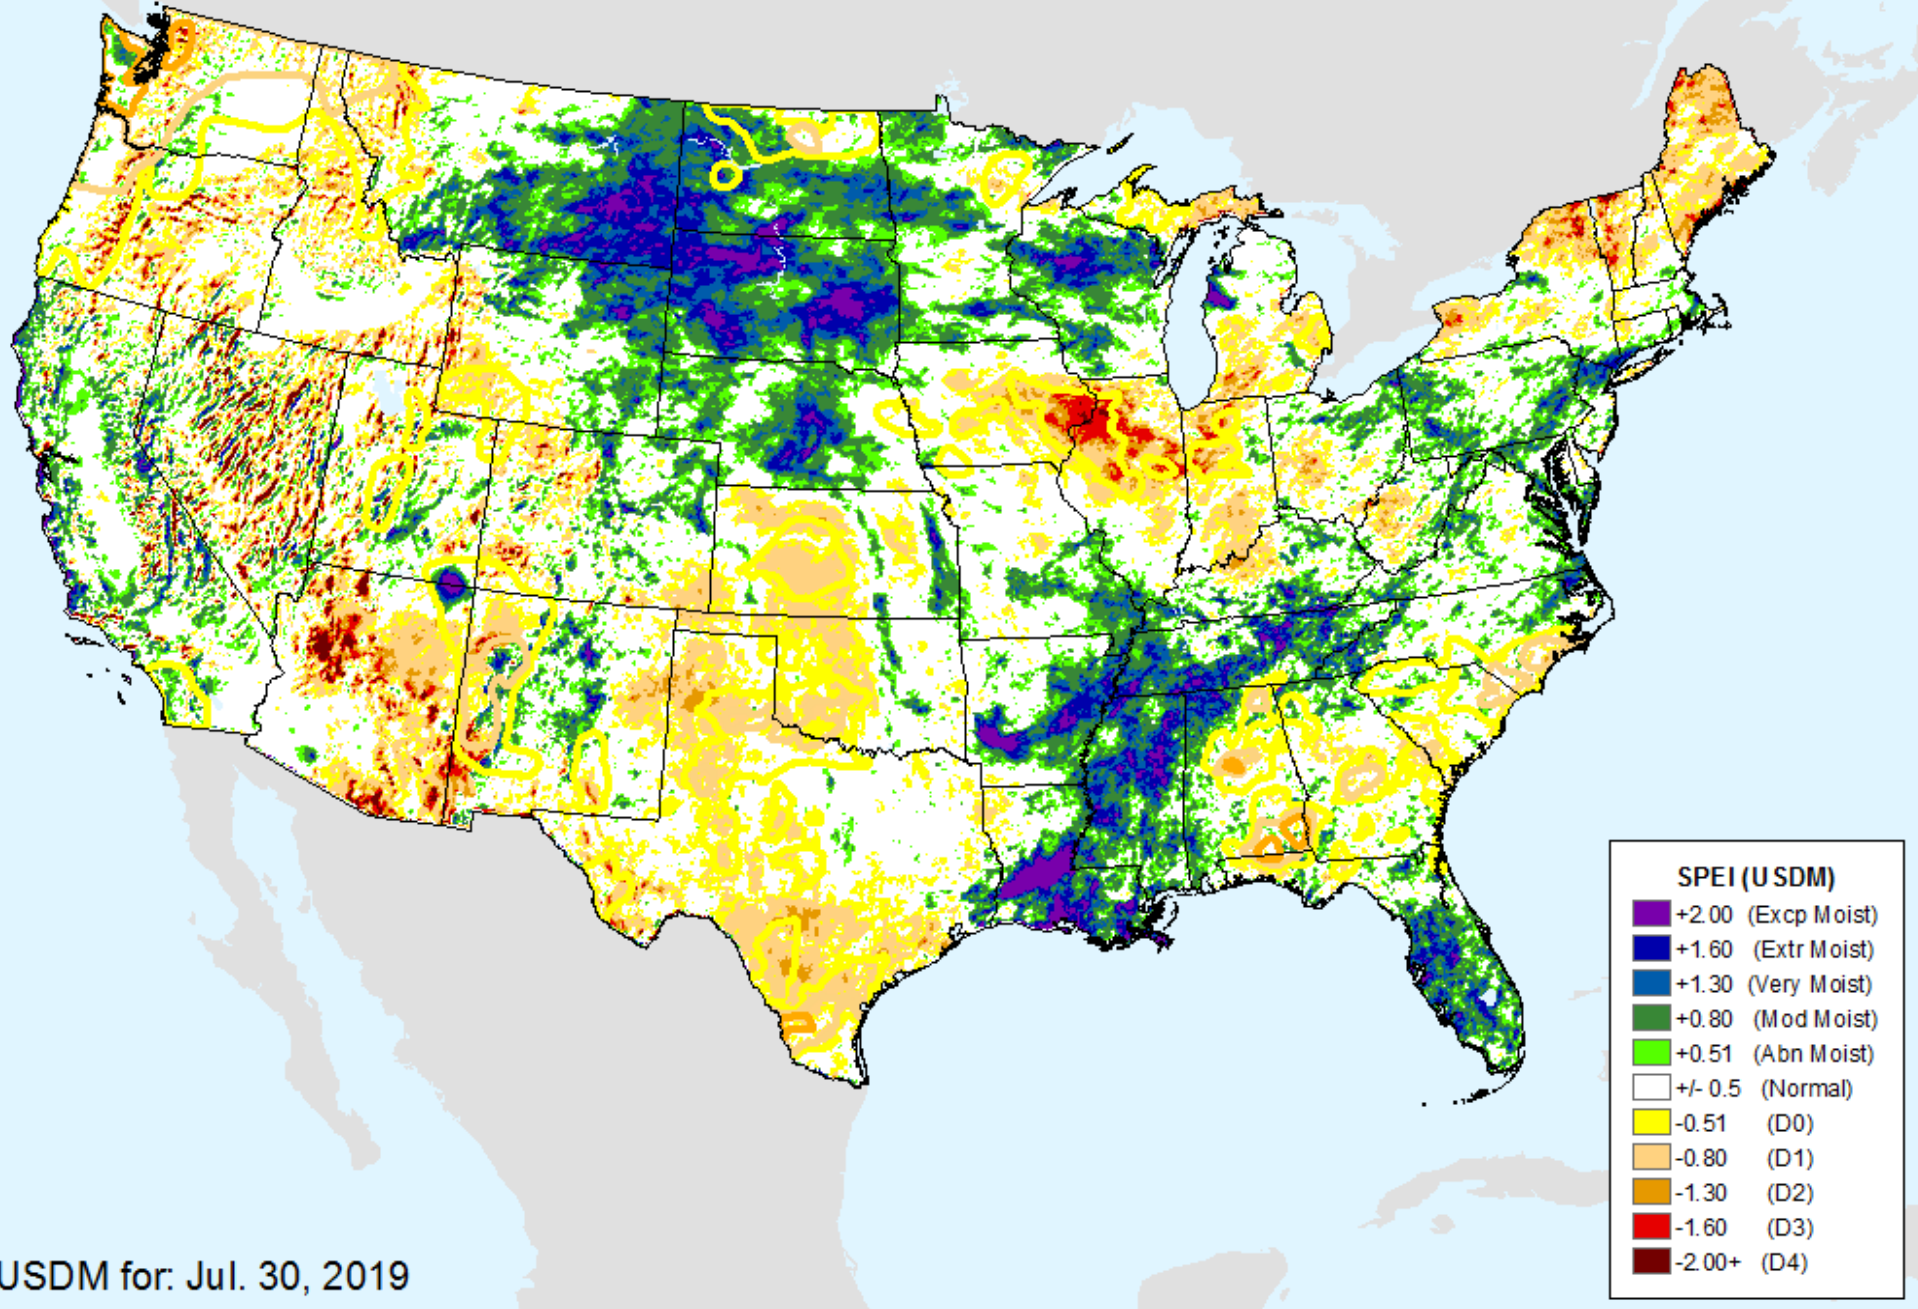 SPEI (USDM)
+2.00 (Excp Moist)
+1.60 (Extr Moist)
+1.30 (Very Moist)
+0.80 (Mod Moist)
+0.51 (Abn Moist)
+/- 0.5 (Normal)
-0.51 (D0)
-0.80 (D1)
-1.30 (D2)
-1.60 (D3)
-2.00+ (D4)
USDM for: Jul. 30, 2019